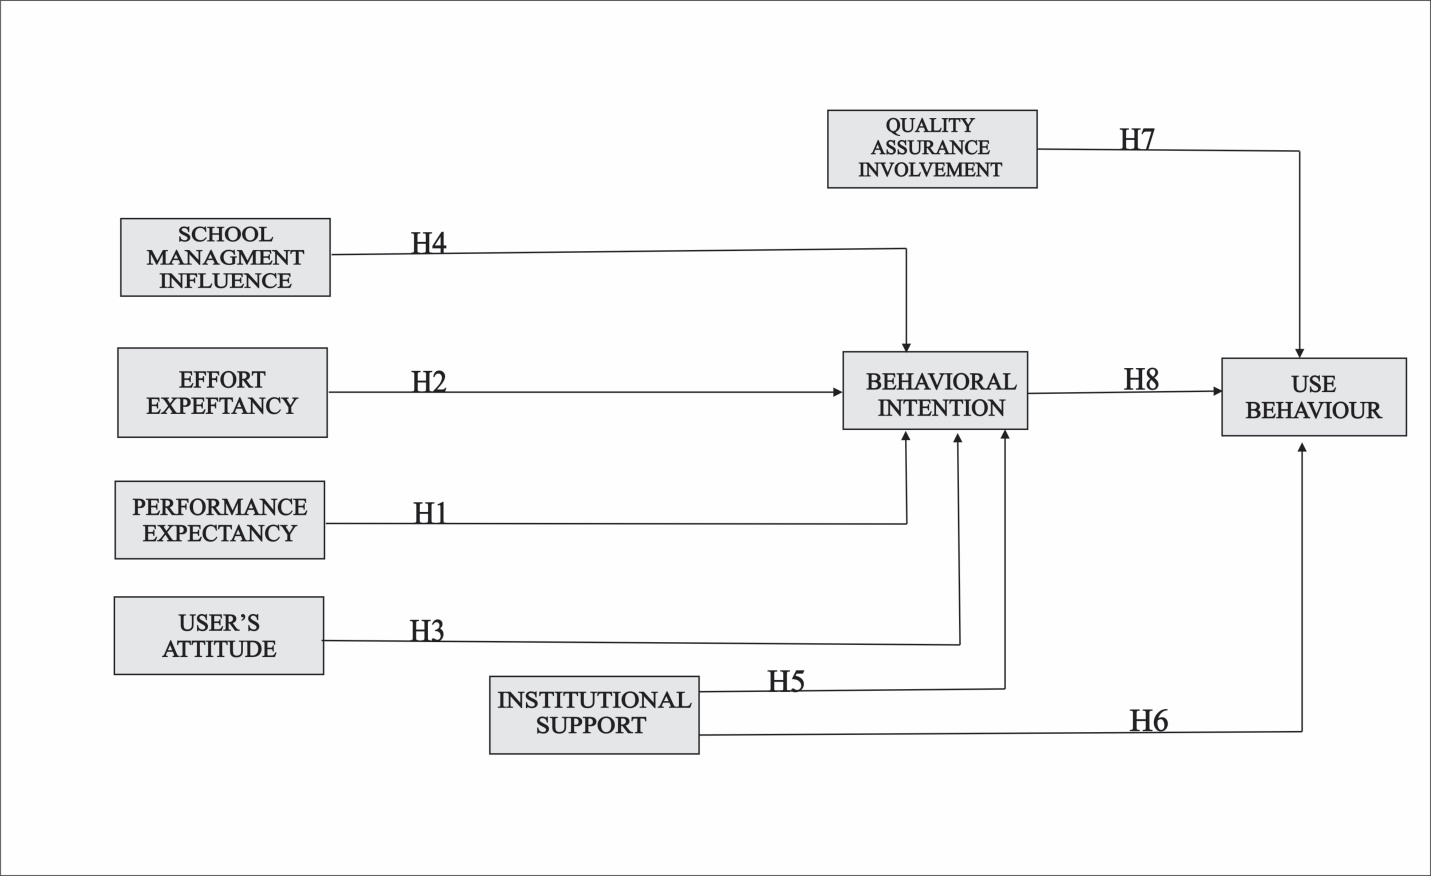 QUALITY
ASSURANCE
INVOLVEMENT
H7
SCHOOL
MANAGMENT
INFLUENCE
H4
EFFORT
EXPEFTANCY
H2
BEHAVIORAL
INTENTION
H8
USE
BEHAVIOUR
PERFORMANCE
EXPECTANCY
H1
USER’S
ATTITUDE
H3
INSTITUTIONAL
SUPPORT
H5
H6